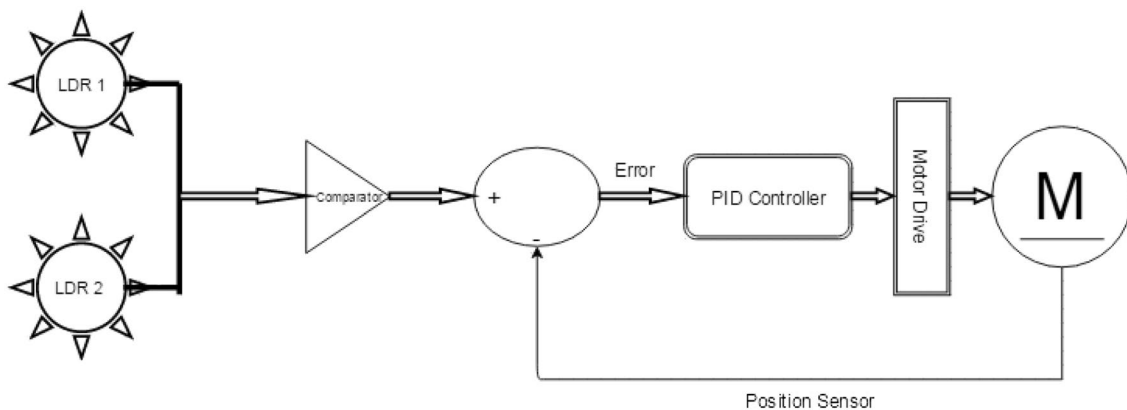 LDR 1
LDR 2
Comparator
+
-
Error
PID Controller
Motor Drive
M
Position Sensor